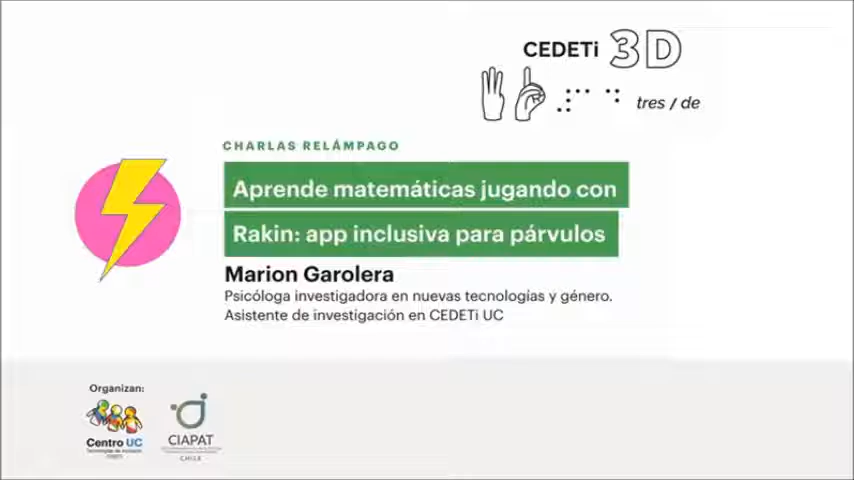 CEDETi 3D
tres / de
CHARLAS RELÁMPAGO
Aprende matemáticas jugando con
Rakin: app inclusiva para párvulos
Marion Garolera
Psicóloga investigadora en nuevas tecnologías y género.
Asistente de investigación en CEDETi UC
Organizan:
Centro UC
CIAPAT
CHILE